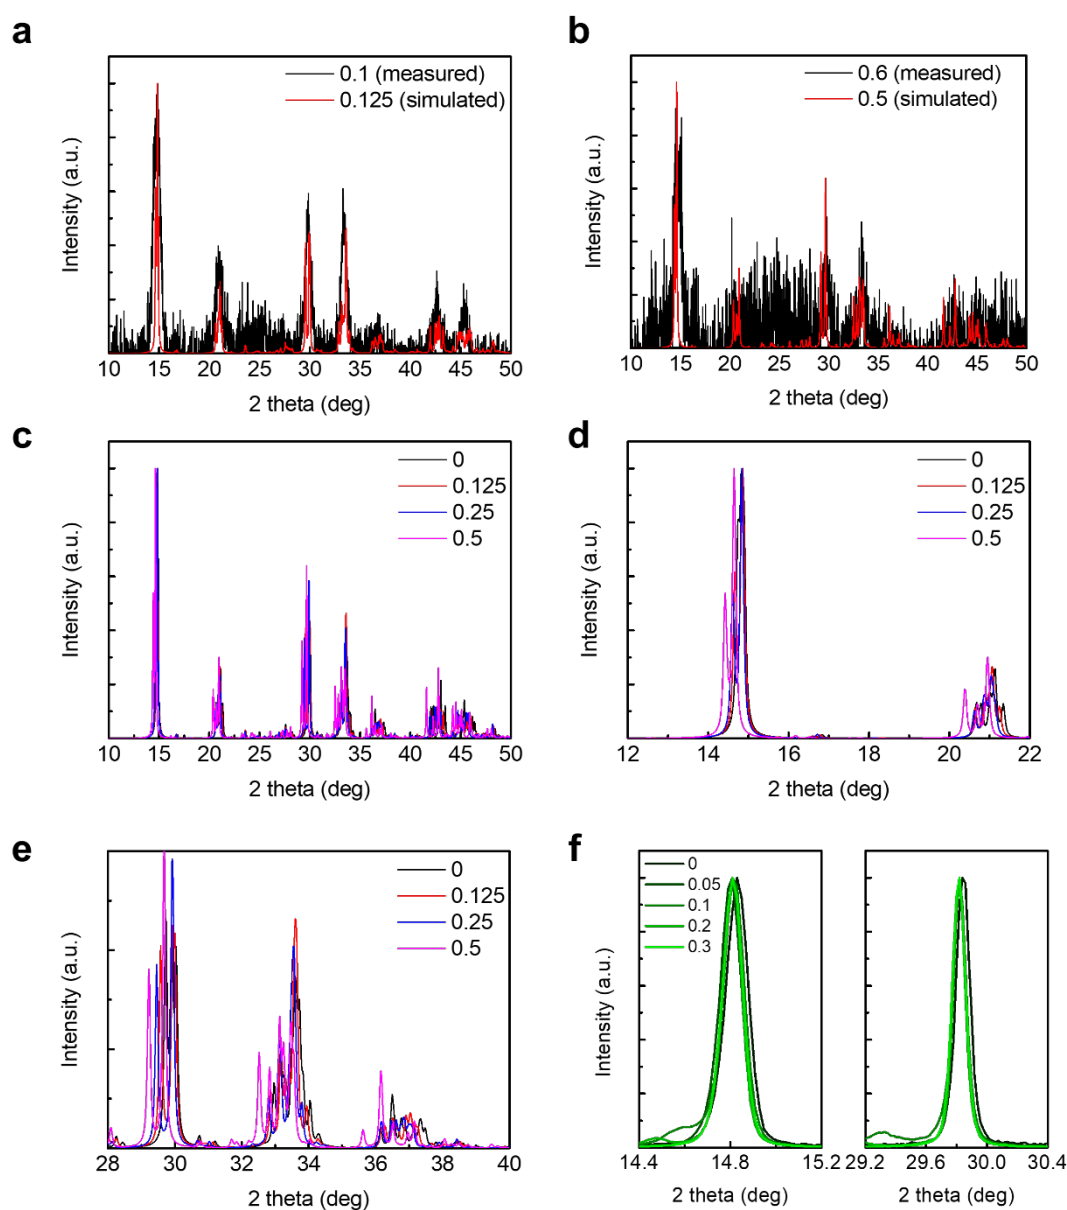 a
0.1 (measured)
0.125 (simulated)
Intensity (a.u.)
10 15 20 25 30 35 40 45 50
2 theta (deg)
b
0.6 (measured)
0.5 (simulated)
Intensity (a.u.)
10 15 20 25 30 35 40 45 50
2 theta (deg)
c
0
0.125
0.25
0.5
Intensity (a.u.)
10 15 20 25 30 35 40 45 50
2 theta (deg)
d
0
0.125
0.25
0.5
Intensity (a.u.)
12 14 16 18 20 22
2 theta (deg)
e
0
0.125
0.25
0.5
Intensity (a.u.)
28 30 32 34 36 38 40
2 theta (deg)
f
0
0.05
0.1
0.2
0.3
Intensity (a.u.)
14.4 14.8 15.2
2 theta (deg)
29.2 29.6 30.0 30.4
2 theta (deg)